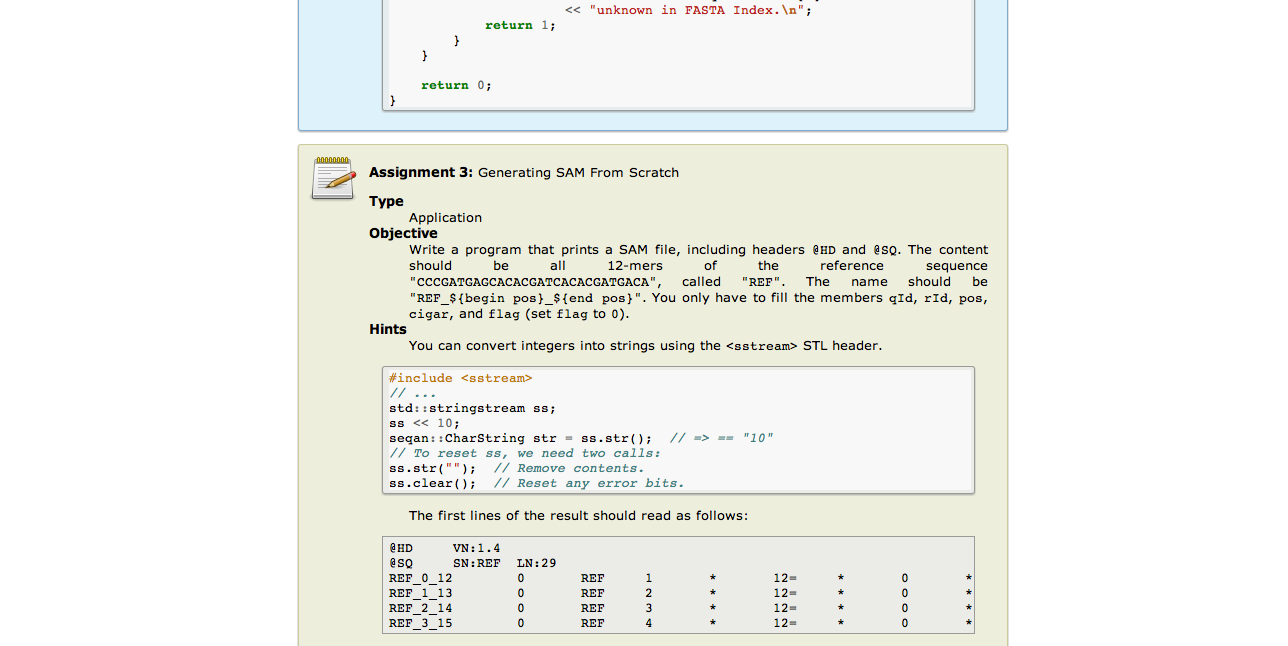 << "unknown in FASTA Index.\n";
return 1;
}
}
return 0;
}
Assignment 3: Generating SAM From Scratch
Type
Application
Objective
Write a program that prints a SAM file, including headers @HD and @SQ. The content
should be all 12-mers of the reference sequence
"CCCGATGAGCACACGATCACACGATGACA", called "REF". The name should be
"REF_${begin pos}_${end pos}". You only have to fill the members qId, rId, pos,
cigar, and flag (set flag to 0).
Hints
You can convert integers into strings using the <sstream> STL header.
#include <sstream>
// ...
std::stringstream ss;
ss << 10;
seqan::CharString str = ss.str();  // => == "10"
// To reset ss, we need two calls:
ss.str("");  // Remove contents.
ss.clear();  // Reset any error bits.
The first lines of the result should read as follows:
@HD VN:1.4
@SQ SN:REF LN:29
REF_0_12 0 REF 1 * 12= * 0 *
REF_1_13 0 REF 2 * 12= * 0 *
REF_2_14 0 REF 3 * 12= * 0 *
REF_3_15 0 REF 4 * 12= * 0 *